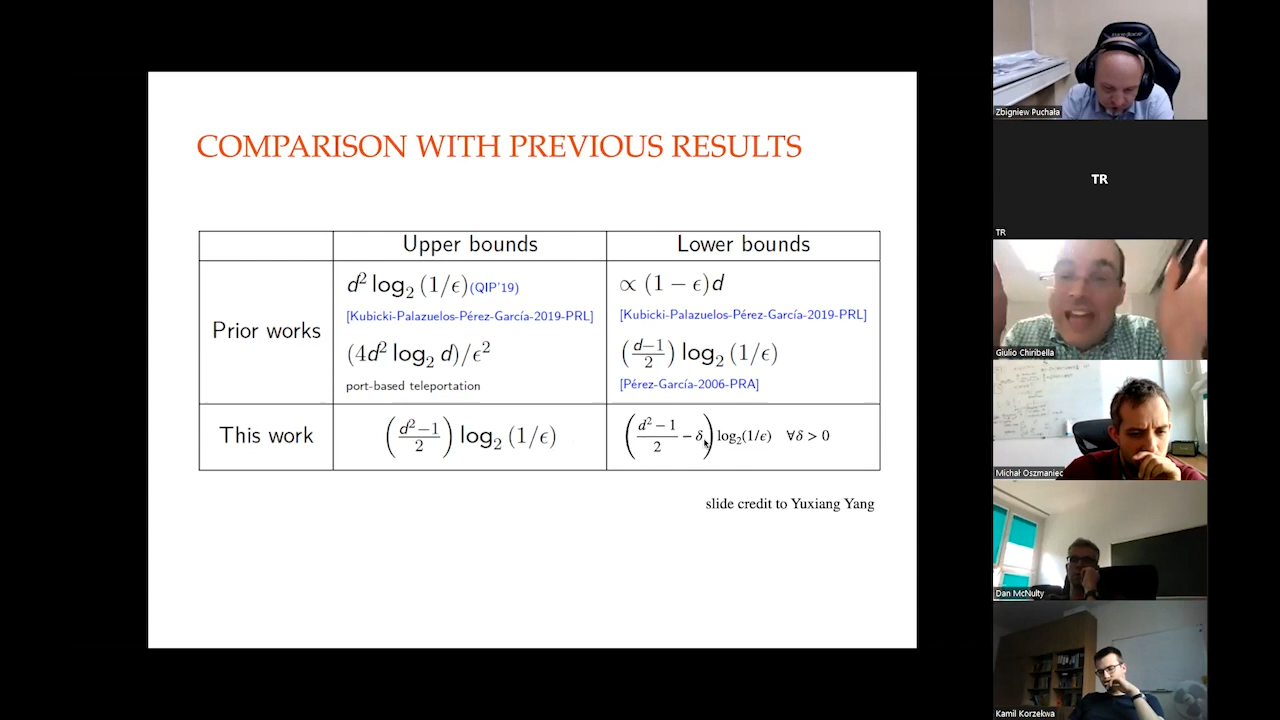 COMPARISON WITH PREVIOUS RESULTS
Upper bounds
Lower bounds
Prior works
d² log₂ (1/ϵ) (QIP'19)
[Kubicki-Palazuelos-Pérez-García-2019-PRL]
(4d² log₂ d)/ϵ²
port-based teleportation
∝ (1 − ϵ)d
[Kubicki-Palazuelos-Pérez-García-2019-PRL]
(d−1/2) log₂ (1/ϵ)
[Pérez-García-2006-PRA]
This work
(d²−1/2) log₂ (1/ϵ)
(d² − 1/2 − δ) log₂(1/ϵ) ∀δ > 0
slide credit to Yuxiang Yang
Zbigniew Puchała
TR
TR
Giulio Chiribella
Michał Oszmaniec
Dan McNulty
Kamil Korzekwa